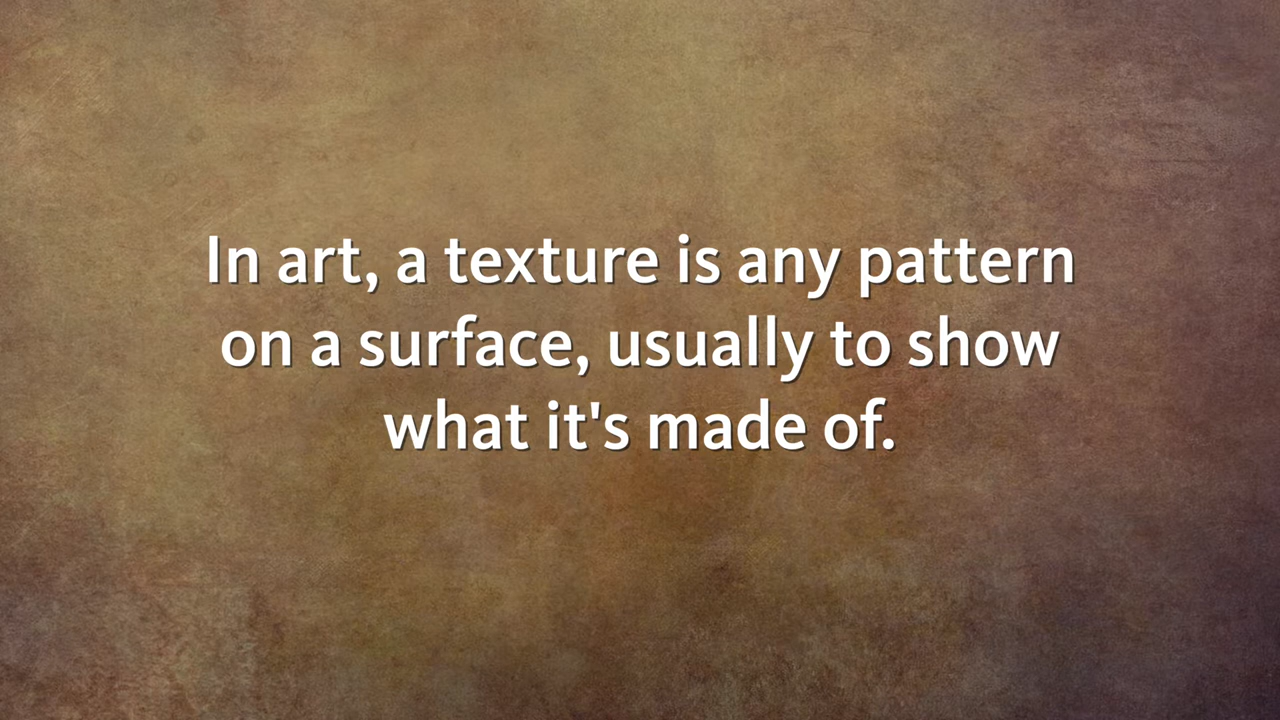 In art, a texture is any pattern
on a surface, usually to show
what it's made of.